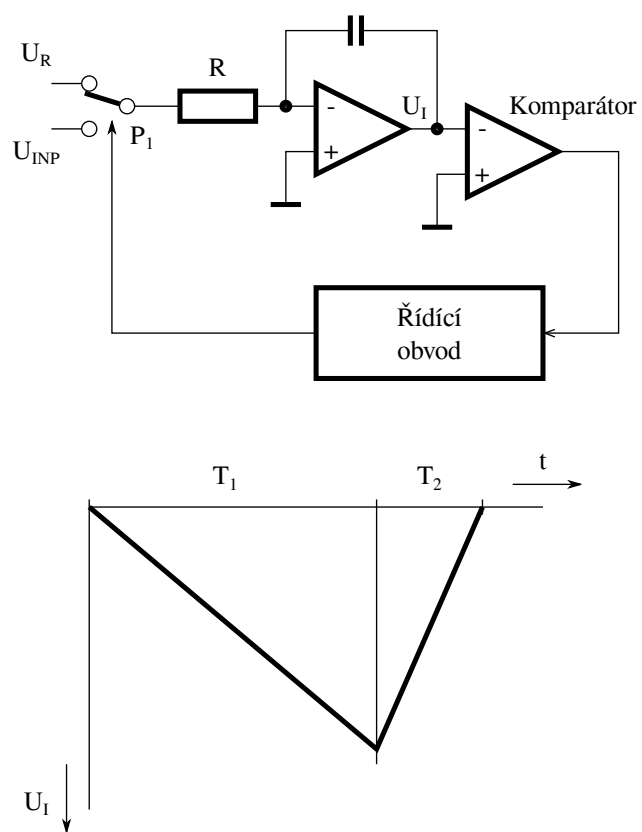 U_R
R
U_INP
P_1
-
+
U_I
Komparátor
-
+
Řídící
obvod
T_1
T_2
t
U_I